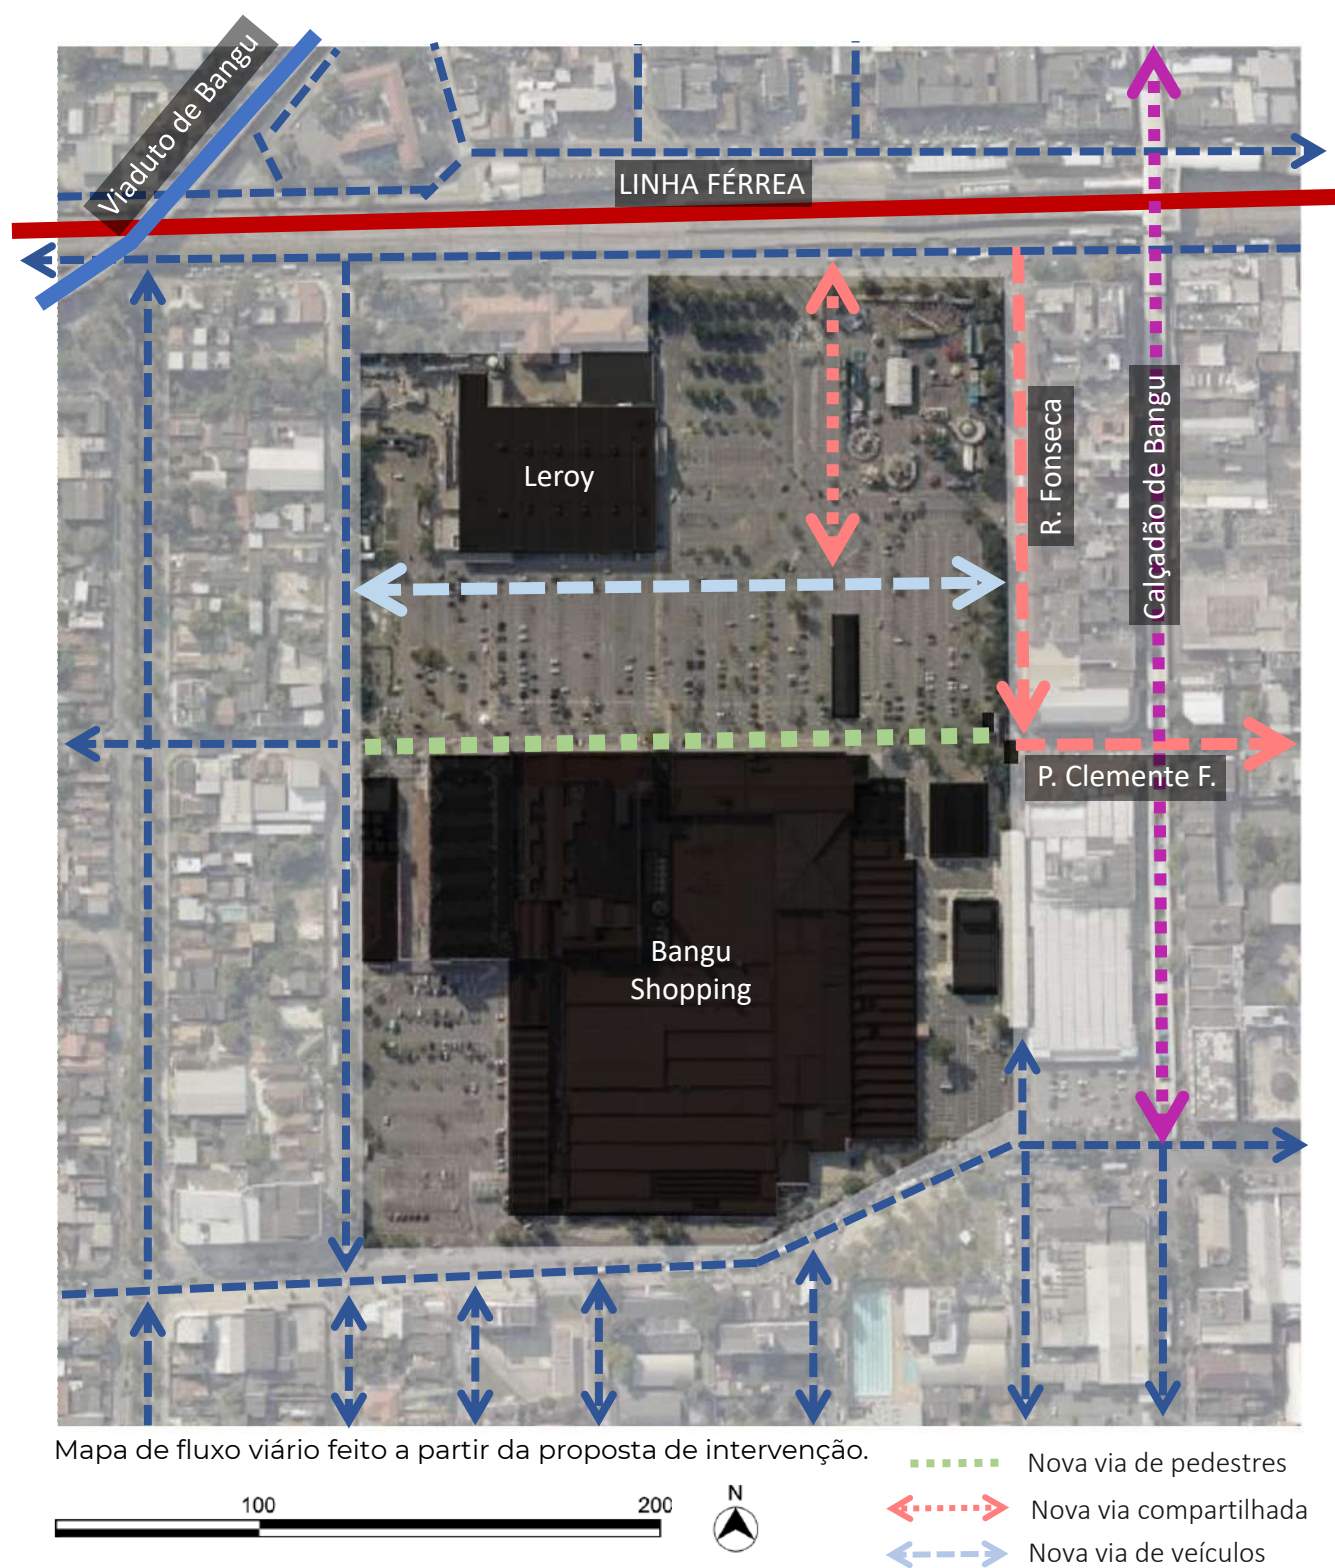 Viaduto de Bangu
LINHA FÉRREA
Leroy
R. Fonseca
Calçadão de Bangu
P. Clemente F.
Bangu
Shopping
Mapa de fluxo viário feito a partir da proposta de intervenção.
100
200
N
Nova via de pedestres
Nova via compartilhada
Nova via de veículos